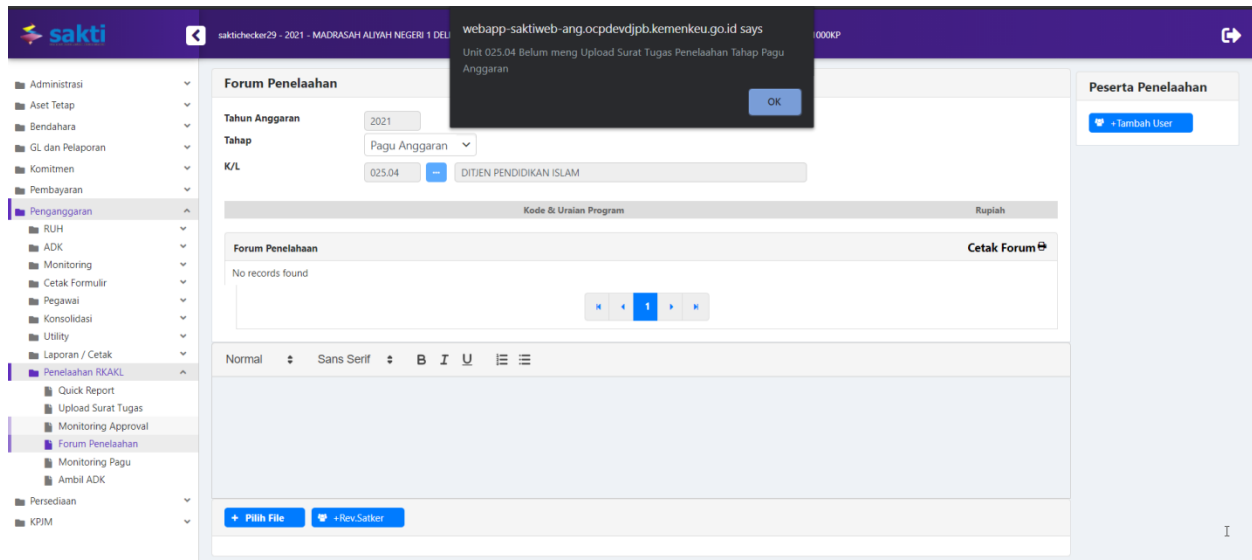 sakti
saktichecker29 - 2021 - MADRASAH ALIYAH NEGERI 1 DELI
1000KP
webapp-saktiweb-ang.ocpdevdjpb.kemenkeu.go.id says
Unit 025.04 Belum meng Upload Surat Tugas Penelaahan Tahap Pagu
Anggaran
OK
Administrasi
Aset Tetap
Bendahara
GL dan Pelaporan
Komitmen
Pembayaran
Penganggaran
RUH
ADK
Monitoring
Cetak Formulir
Pegawai
Konsolidasi
Utility
Laporan / Cetak
Penelaahan RKAKL
Quick Report
Upload Surat Tugas
Monitoring Approval
Forum Penelaahan
Monitoring Pagu
Ambil ADK
Persediaan
KPJM
Forum Penelaahan
Tahun Anggaran 2021
Tahap Pagu Anggaran
K/L 025.04 ... DITJEN PENDIDIKAN ISLAM
Kode & Uraian Program Rupiah
Forum Penelahaan Cetak Forum
No records found
1
Normal Sans Serif B I U
+ Pilih File +Rev.Satker
Peserta Penelaahan
+Tambah User